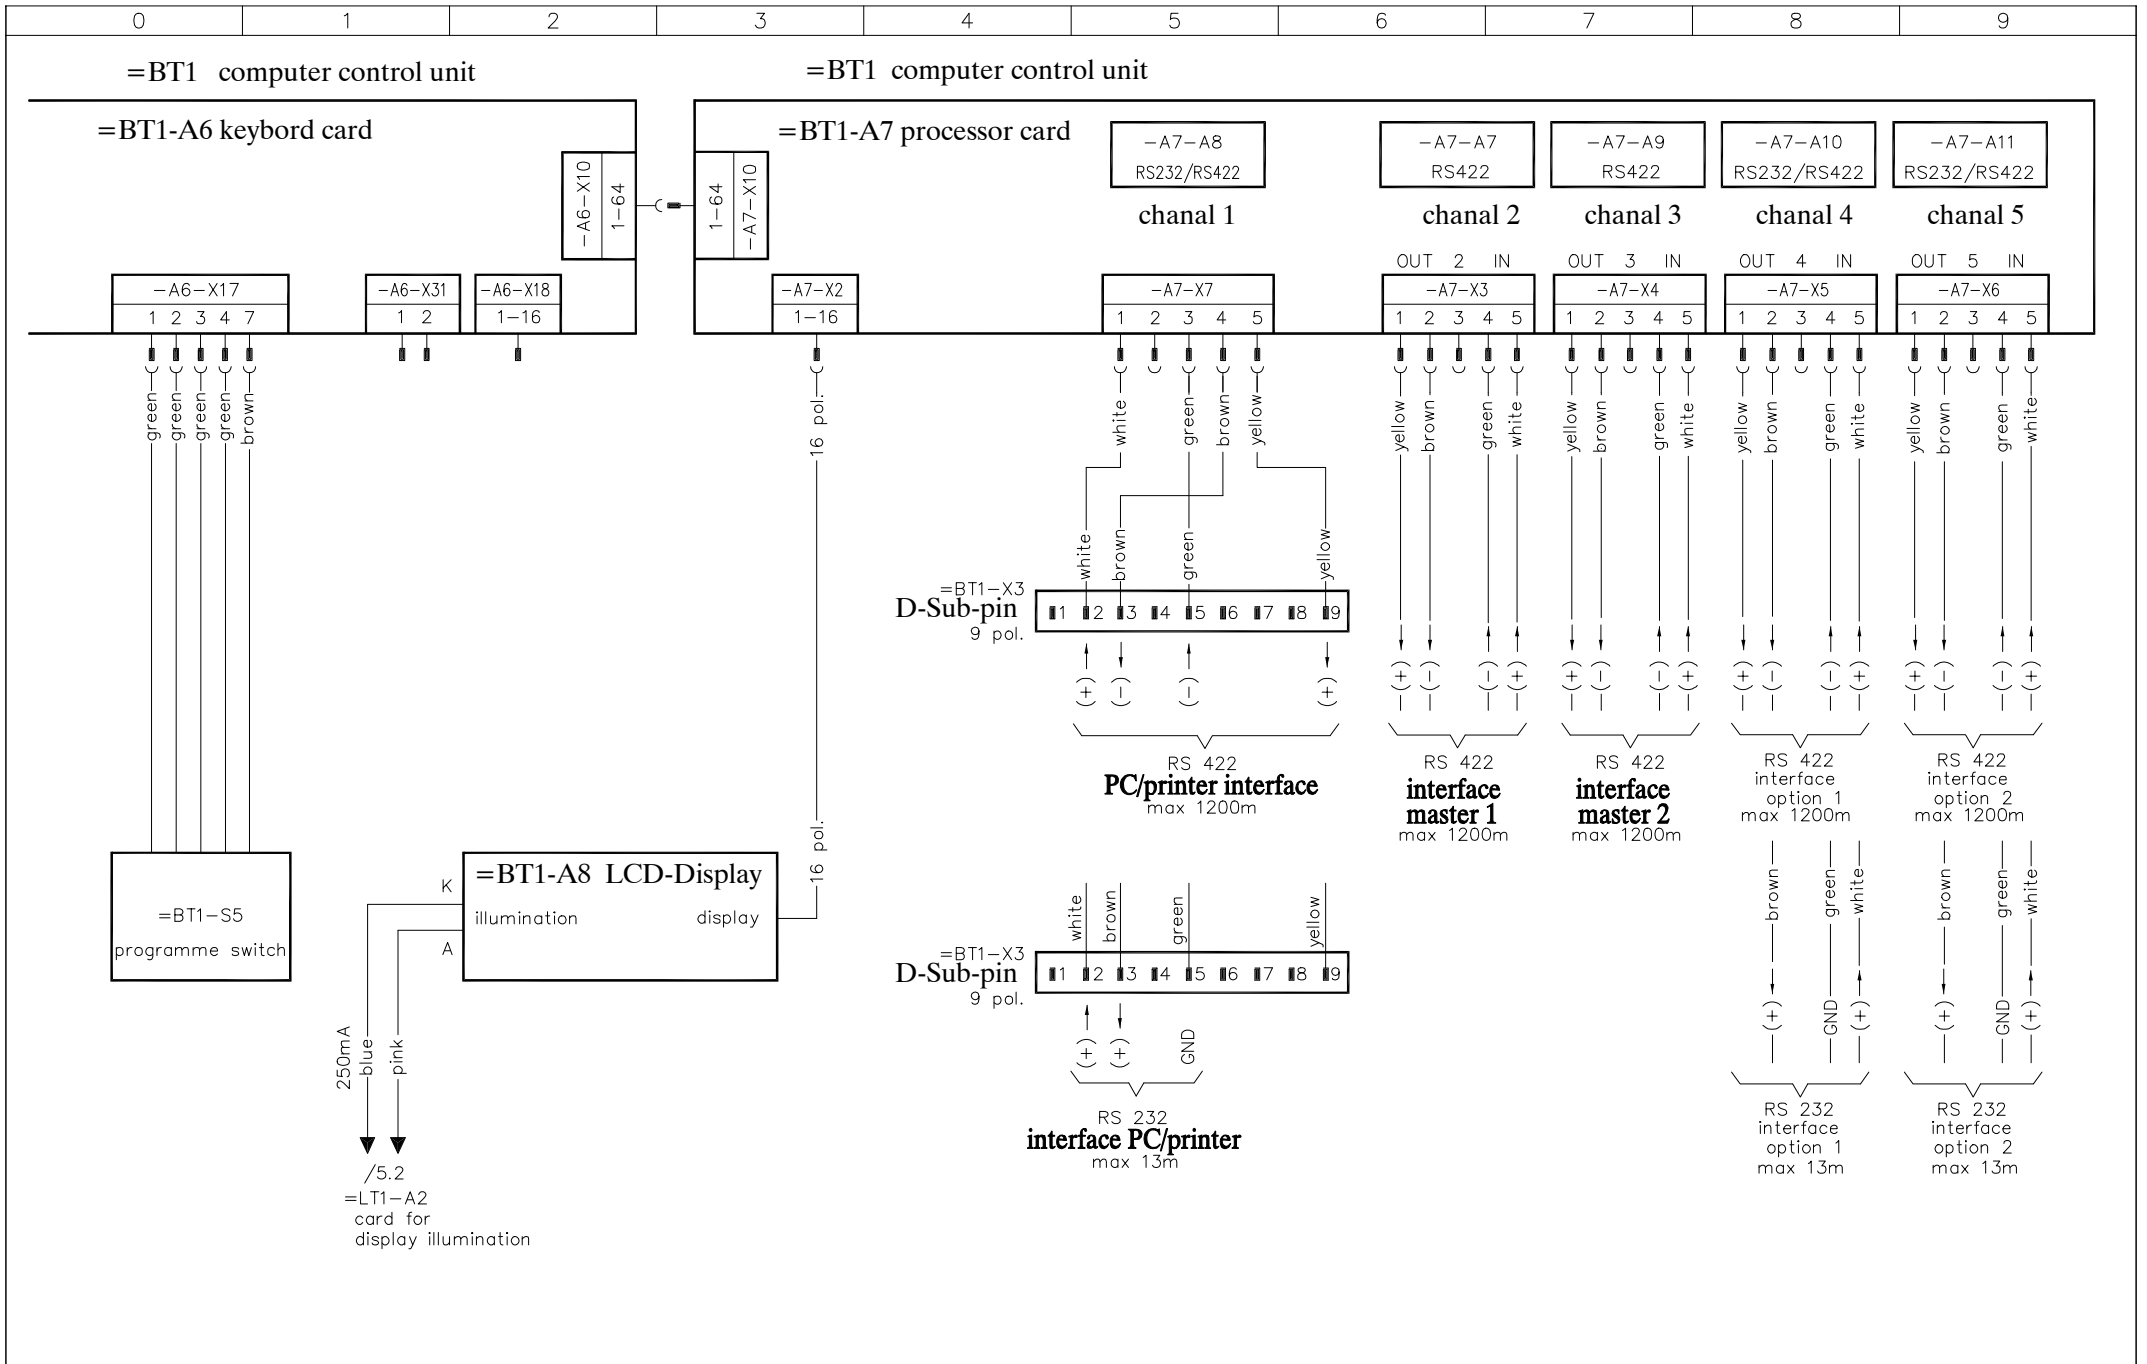 0 1 2 3 4 5 6 7 8 9
=BT1 computer control unit
=BT1 computer control unit
=BT1-A6 keybord card
-A6-X10
1-64
-A6-X17
1 2 3 4 7
-A6-X31
1 2
-A6-X18
1-16
=BT1-A7 processor card
1-64
-A7-X10
-A7-X2
1-16
-A7-A8
RS232/RS422
chanal 1
-A7-X7
1 2 3 4 5
-A7-A7
RS422
chanal 2
OUT 2 IN
-A7-X3
1 2 3 4 5
-A7-A9
RS422
chanal 3
OUT 3 IN
-A7-X4
1 2 3 4 5
-A7-A10
RS232/RS422
chanal 4
OUT 4 IN
-A7-X5
1 2 3 4 5
-A7-A11
RS232/RS422
chanal 5
OUT 5 IN
-A7-X6
1 2 3 4 5
green green green green brown
16 pol.
white green brown yellow
yellow brown green white
yellow brown green white
yellow brown green white
yellow brown green white
white brown green yellow
=BT1-X3
D-Sub-pin
9 pol.
1 2 3 4 5 6 7 8 9
(+) (-) (-) (+)
(+) (-) (-) (+)
(+) (-) (-) (+)
(+) (-) (-) (+)
(+) (-) (-) (+)
RS 422
PC/printer interface
max 1200m
RS 422
interface
master 1
max 1200m
RS 422
interface
master 2
max 1200m
RS 422
interface
option 1
max 1200m
RS 422
interface
option 2
max 1200m
16 pol.
=BT1-S5
programme switch
=BT1-A8 LCD-Display
illumination display
K
A
white brown green yellow
=BT1-X3
D-Sub-pin
9 pol.
1 2 3 4 5 6 7 8 9
(+) (+) GND
RS 232
interface PC/printer
max 13m
brown green white
(+) GND (+)
RS 232
interface
option 1
max 13m
brown green white
(+) GND (+)
RS 232
interface
option 2
max 13m
250mA
blue
pink
/5.2
=LT1-A2
card for
display illumination